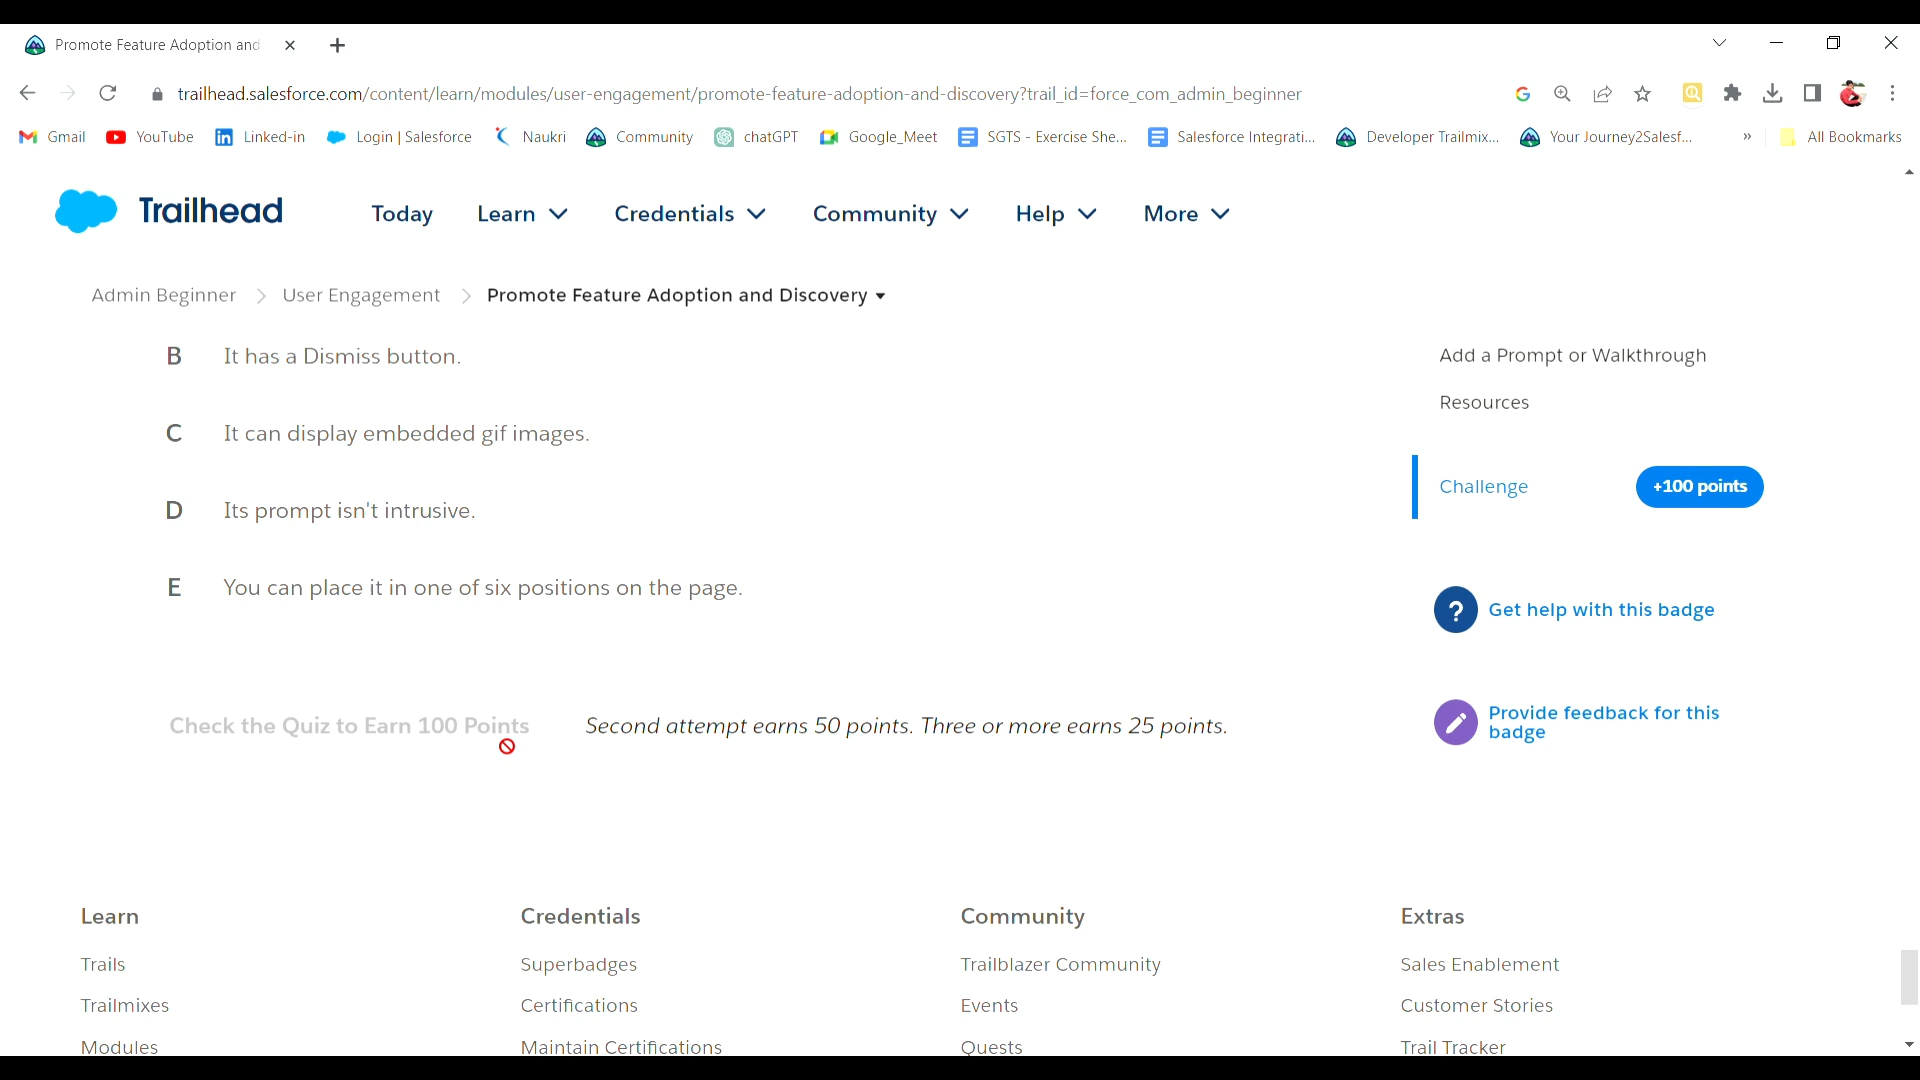 Promote Feature Adoption and
trailhead.salesforce.com/content/learn/modules/user-engagement/promote-feature-adoption-and-discovery?trail_id=force_com_admin_beginner
Gmail YouTube Linked-in Login | Salesforce Naukri Community chatGPT Google_Meet SGTS - Exercise She... Salesforce Integrati... Developer Trailmix... Your Journey2Salesf... » All Bookmarks
Trailhead Today Learn Credentials Community Help More
Admin Beginner > User Engagement > Promote Feature Adoption and Discovery
B It has a Dismiss button.
C It can display embedded gif images.
D Its prompt isn't intrusive.
E You can place it in one of six positions on the page.
Check the Quiz to Earn 100 Points Second attempt earns 50 points. Three or more earns 25 points.
Add a Prompt or Walkthrough
Resources
Challenge +100 points
? Get help with this badge
Provide feedback for this
badge
Learn
Trails
Trailmixes
Modules
Credentials
Superbadges
Certifications
Maintain Certifications
Community
Trailblazer Community
Events
Quests
Extras
Sales Enablement
Customer Stories
Trail Tracker